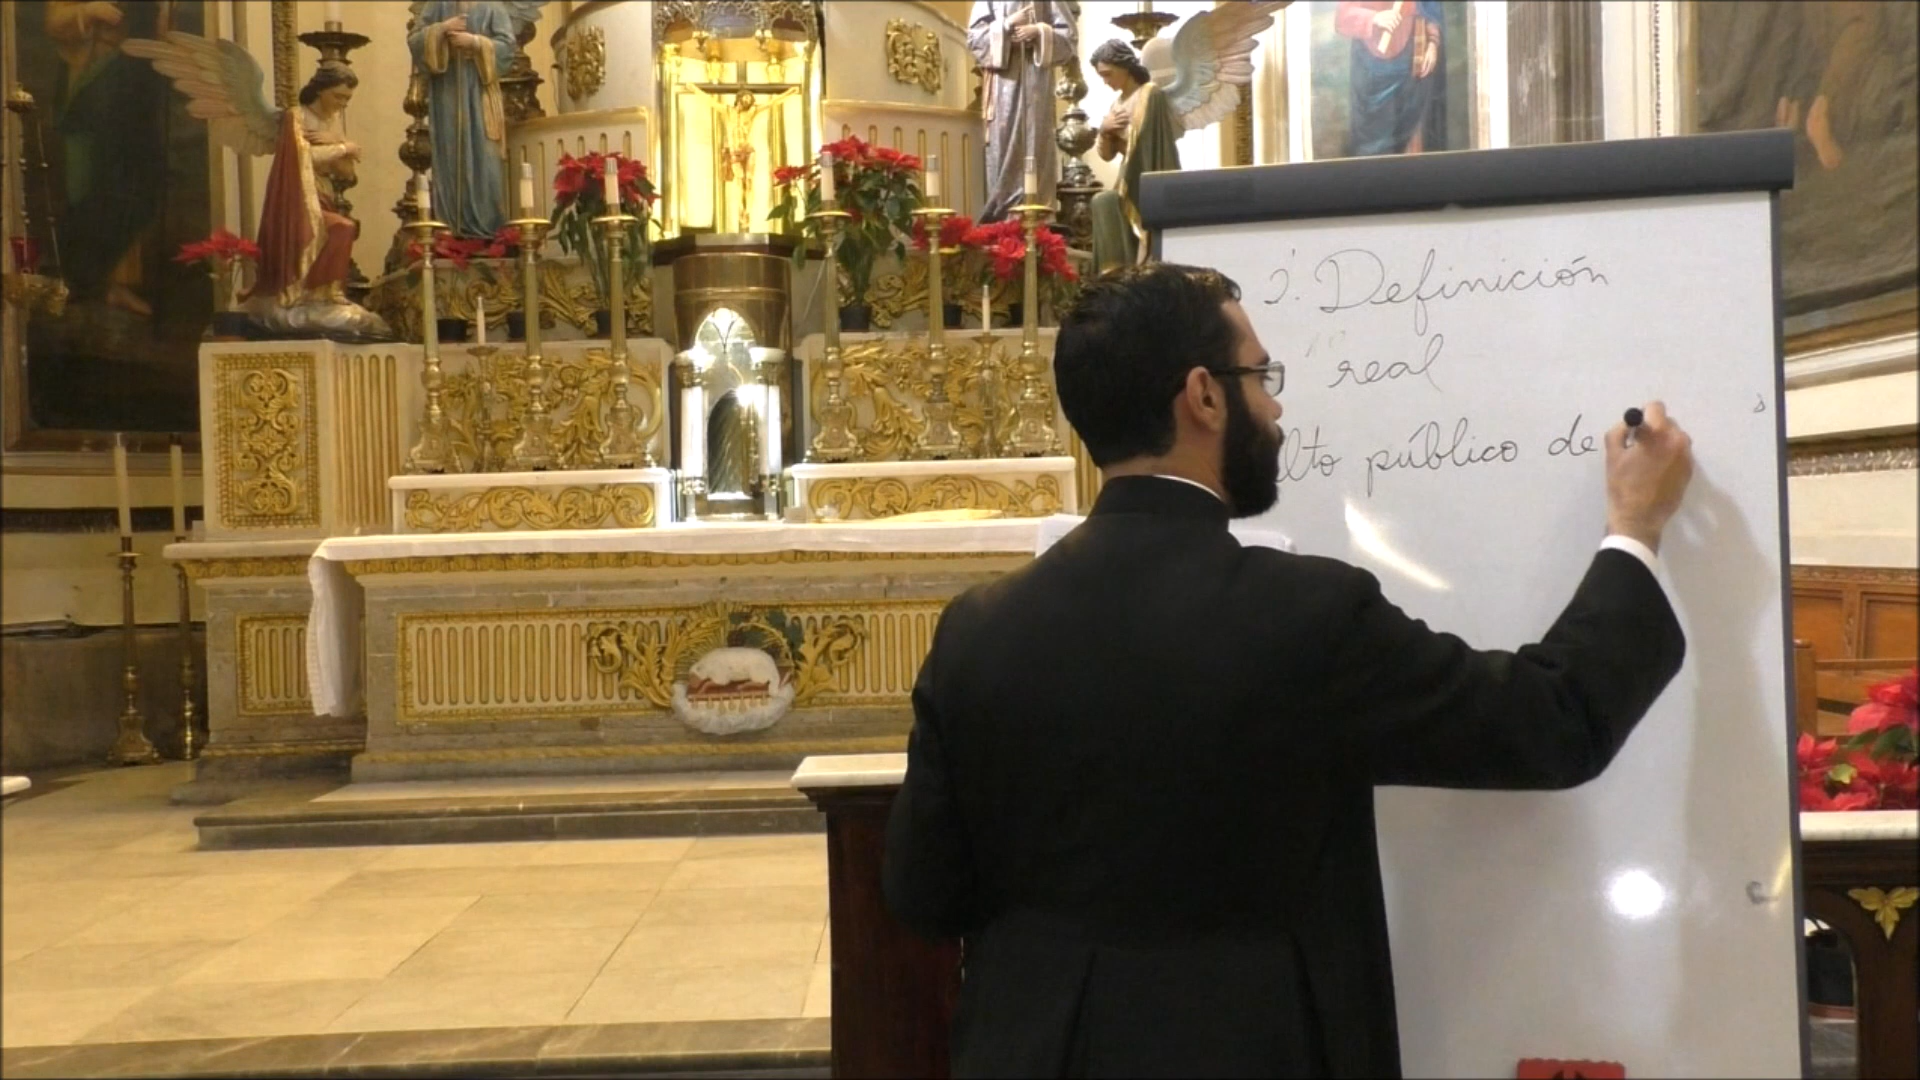 2. Definición
real
lto público de